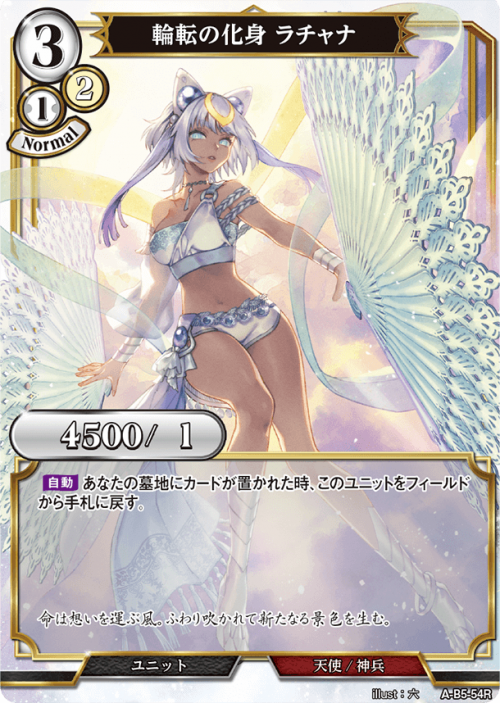 3
輪転の化身 ラチャナ
2
1
Normal
4500/ 1
自動 あなたの墓地にカードが置かれた時、このユニットをフィールド
から手札に戻す。
命は想いを運ぶ風。ふわり吹かれて新たなる景色を生む。
ユニット
天使/神兵
illust:六
A-B5-54R